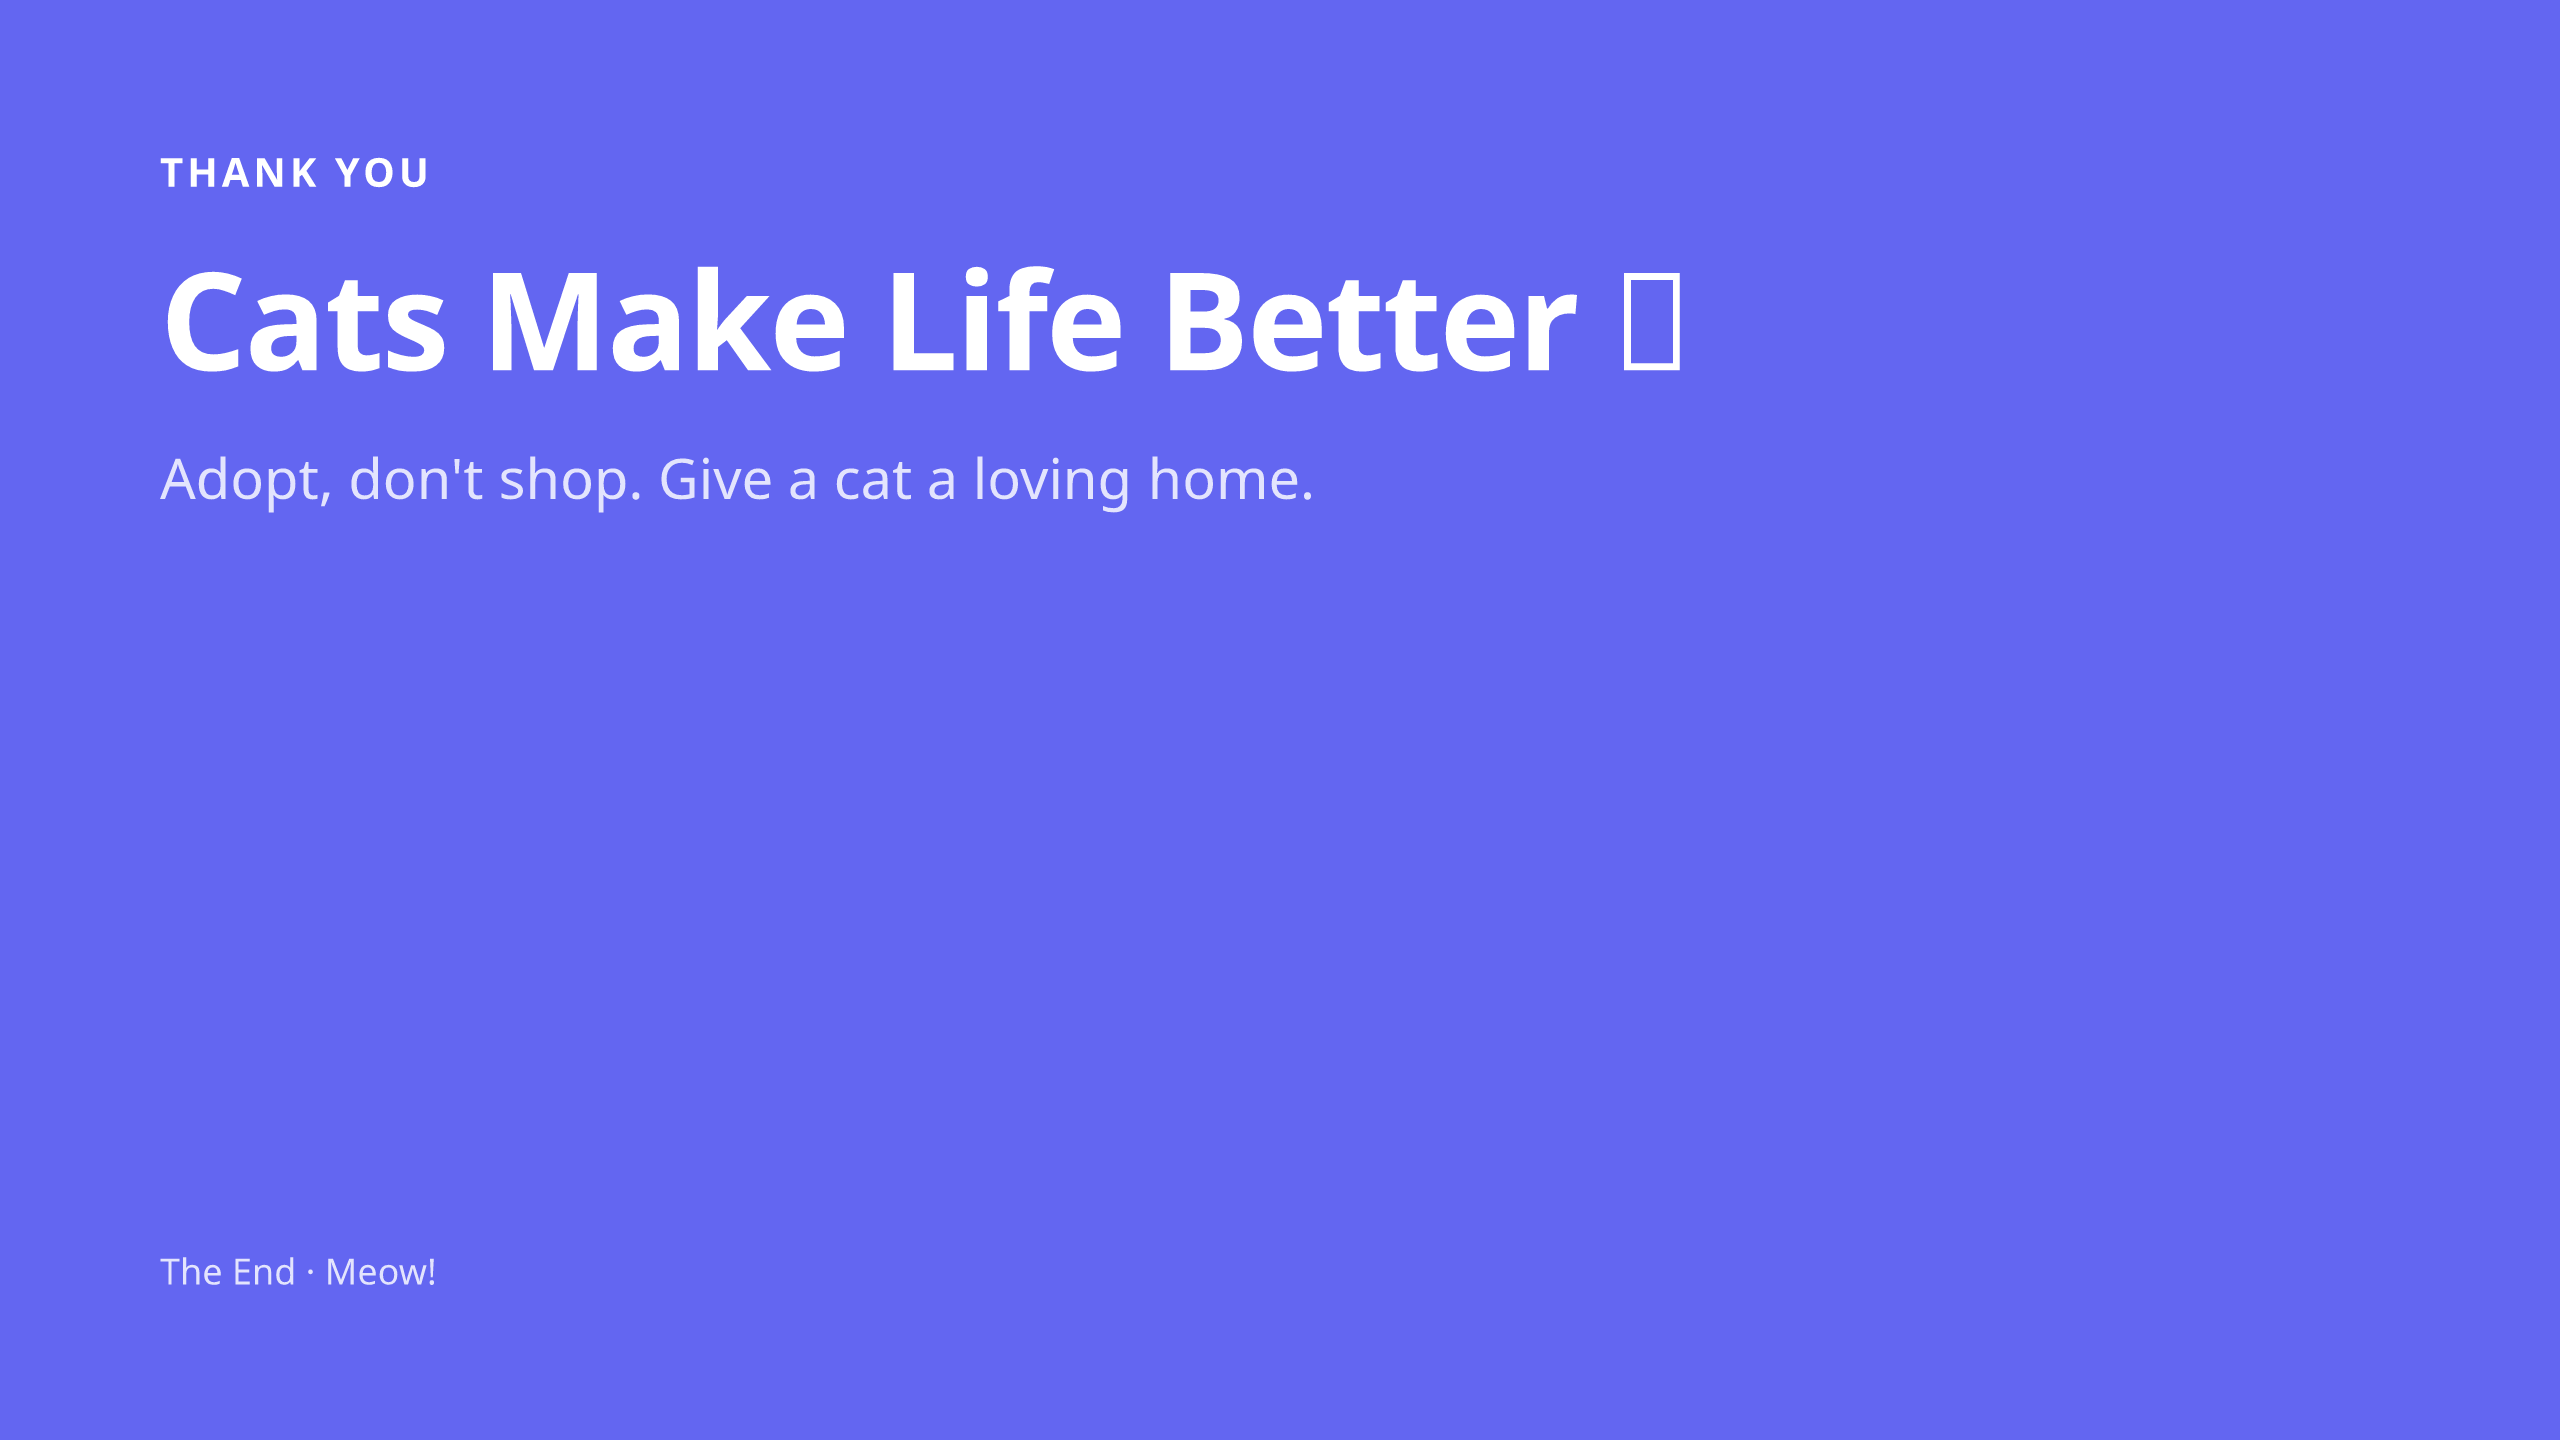 THANK YOU
Cats Make Life Better
Adopt, don't shop. Give a cat a loving home.
The End · Meow!